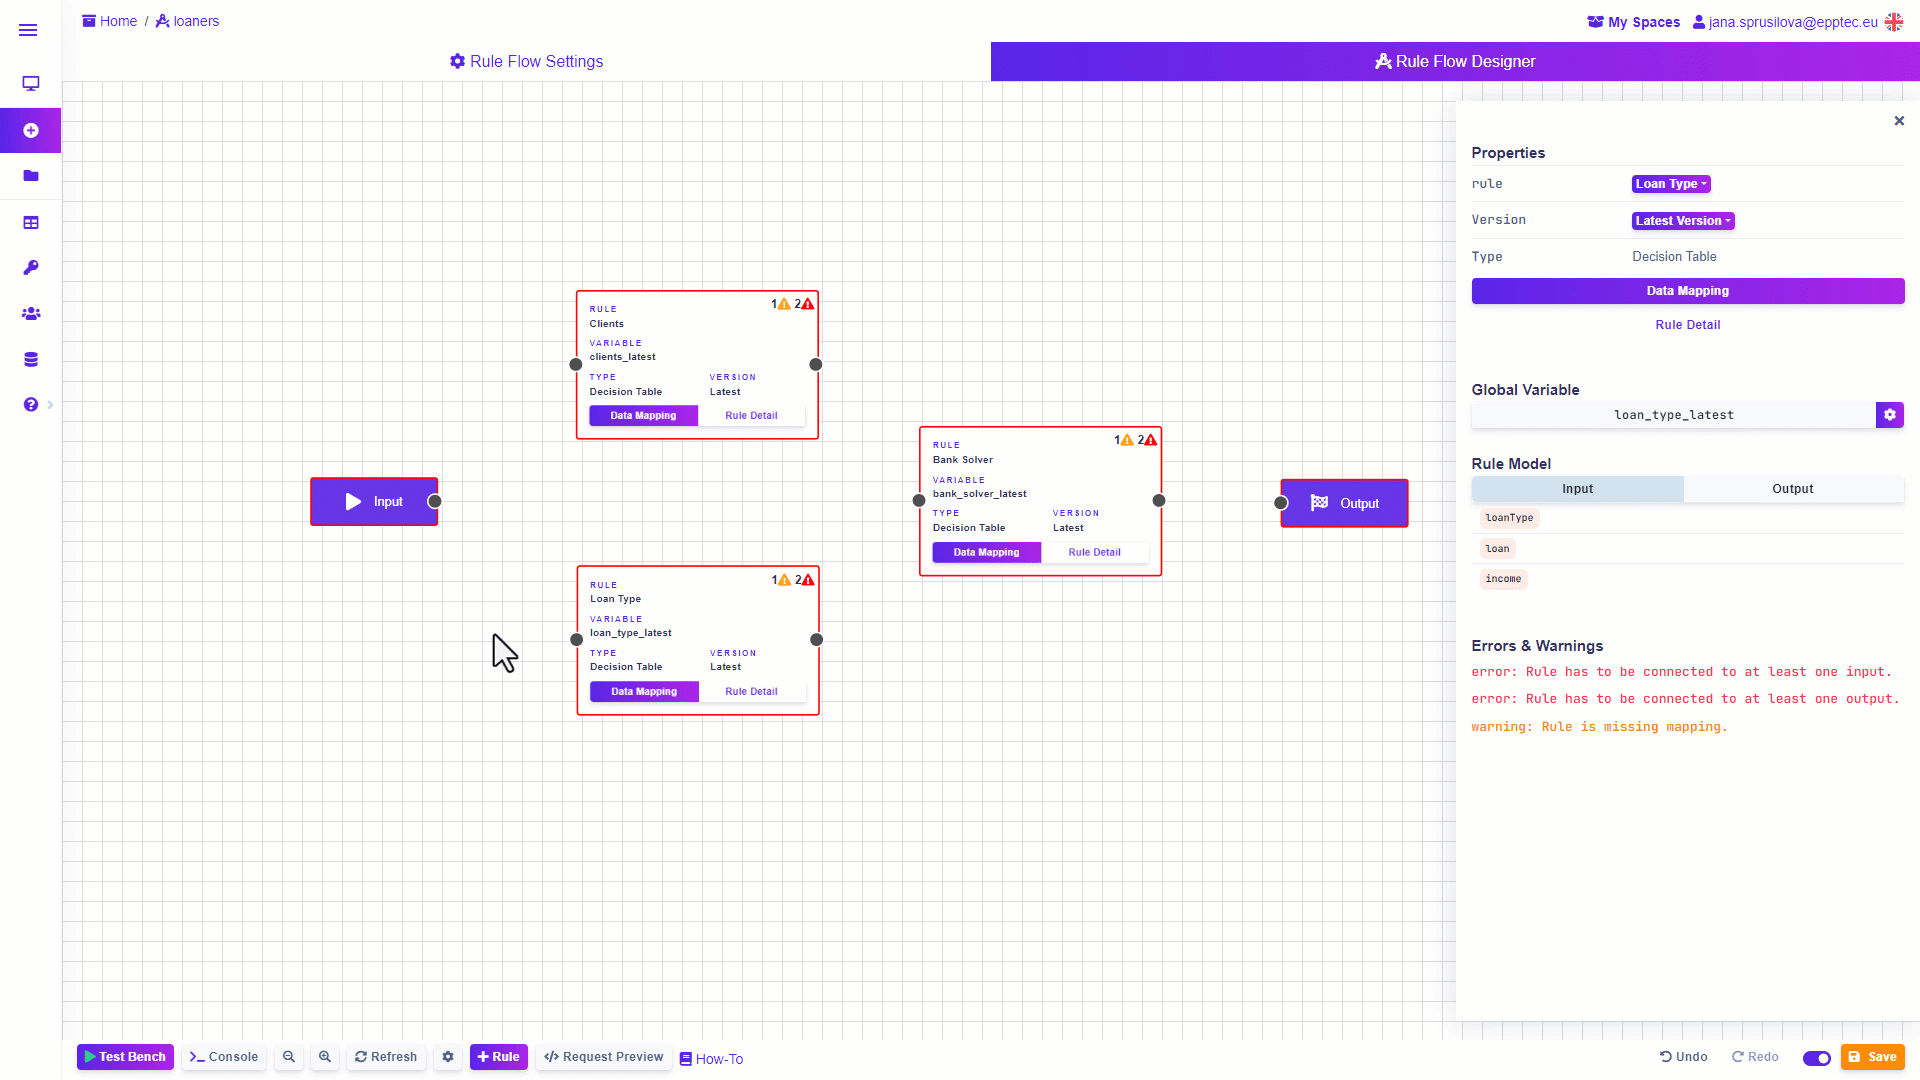 Home / loaners
My Spaces jana.sprusilova@epptec.eu
Rule Flow Settings
Rule Flow Designer
RULE
Clients
1 2
VARIABLE
clients_latest
TYPE VERSION
Decision Table Latest
Data Mapping Rule Detail
Input
RULE
Loan Type
1 2
VARIABLE
loan_type_latest
TYPE VERSION
Decision Table Latest
Data Mapping Rule Detail
RULE
Bank Solver
1 2
VARIABLE
bank_solver_latest
TYPE VERSION
Decision Table Latest
Data Mapping Rule Detail
Output
Properties
rule Loan Type
Version Latest Version
Type Decision Table
Data Mapping
Rule Detail
Global Variable
loan_type_latest
Rule Model
Input Output
loanType
loan
income
Errors & Warnings
error: Rule has to be connected to at least one input.
error: Rule has to be connected to at least one output.
warning: Rule is missing mapping.
Test Bench Console Refresh Rule Request Preview How-To Undo Redo Save